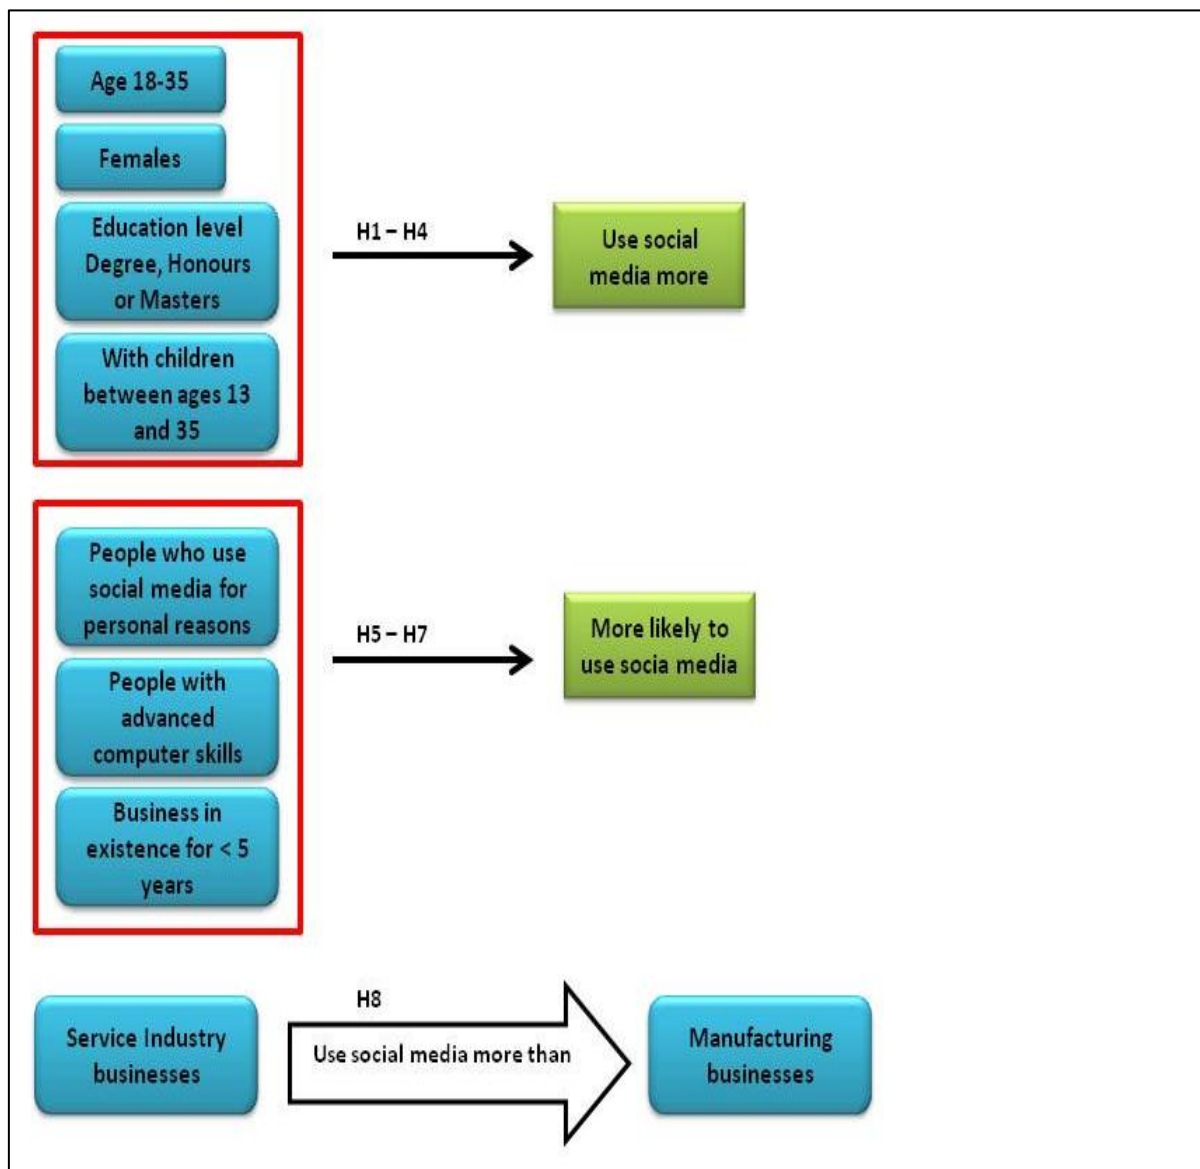 Age 18-35
Females
Education level
Degree, Honours
or Masters
With children
between ages 13
and 35
H1 – H4
Use social
media more
People who use
social media for
personal reasons
People with
advanced
computer skills
Business in
existence for < 5
years
H5 – H7
More likely to
use socia media
Service Industry
businesses
H8
Use social media more than
Manufacturing
businesses